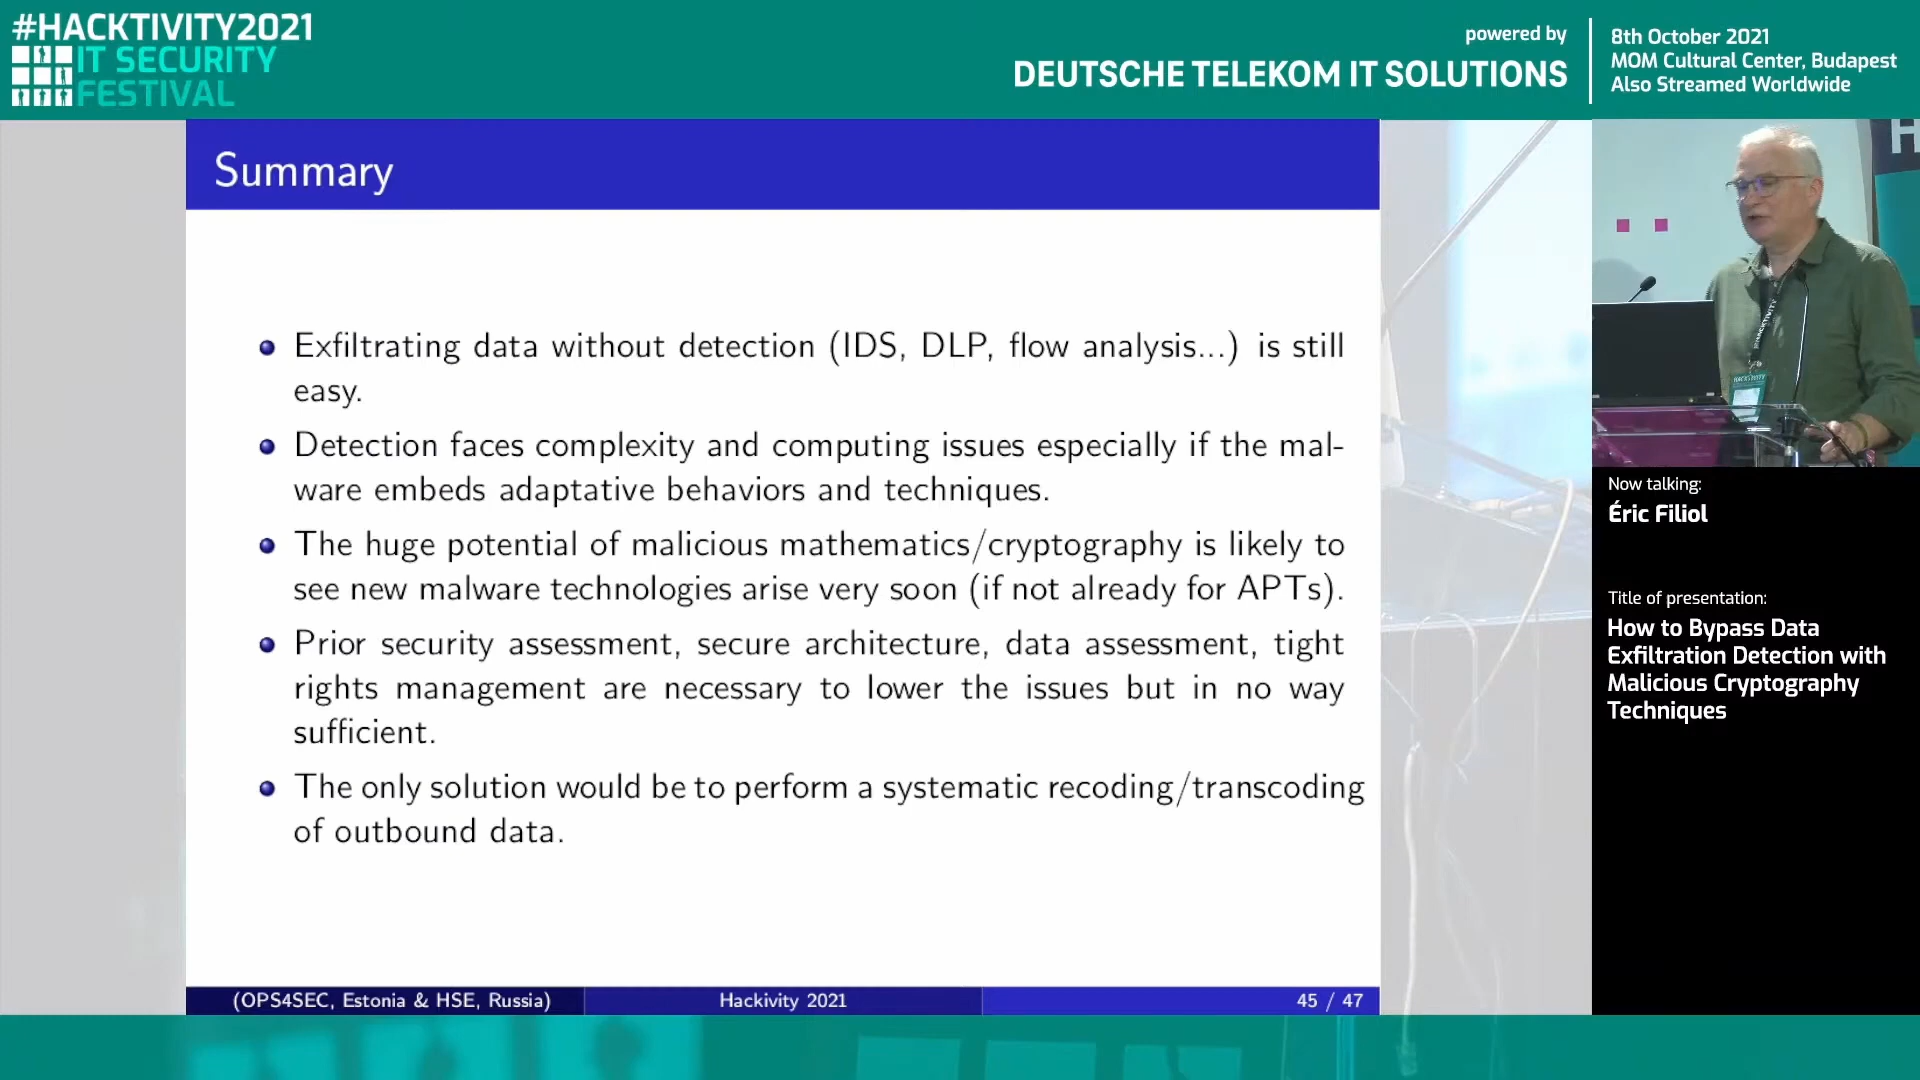 #HACKTIVITY2021
IT SECURITY
FESTIVAL
powered by
DEUTSCHE TELEKOM IT SOLUTIONS
8th October 2021
MOM Cultural Center, Budapest
Also Streamed Worldwide
Summary
Exfiltrating data without detection (IDS, DLP, flow analysis...) is still
easy.
Detection faces complexity and computing issues especially if the mal-
ware embeds adaptative behaviors and techniques.
The huge potential of malicious mathematics/cryptography is likely to
see new malware technologies arise very soon (if not already for APTs).
Prior security assessment, secure architecture, data assessment, tight
rights management are necessary to lower the issues but in no way
sufficient.
The only solution would be to perform a systematic recoding/transcoding
of outbound data.
(OPS4SEC, Estonia & HSE, Russia)
Hackivity 2021
45 / 47
H
Now talking:
Éric Filiol
Title of presentation:
How to Bypass Data
Exfiltration Detection with
Malicious Cryptography
Techniques